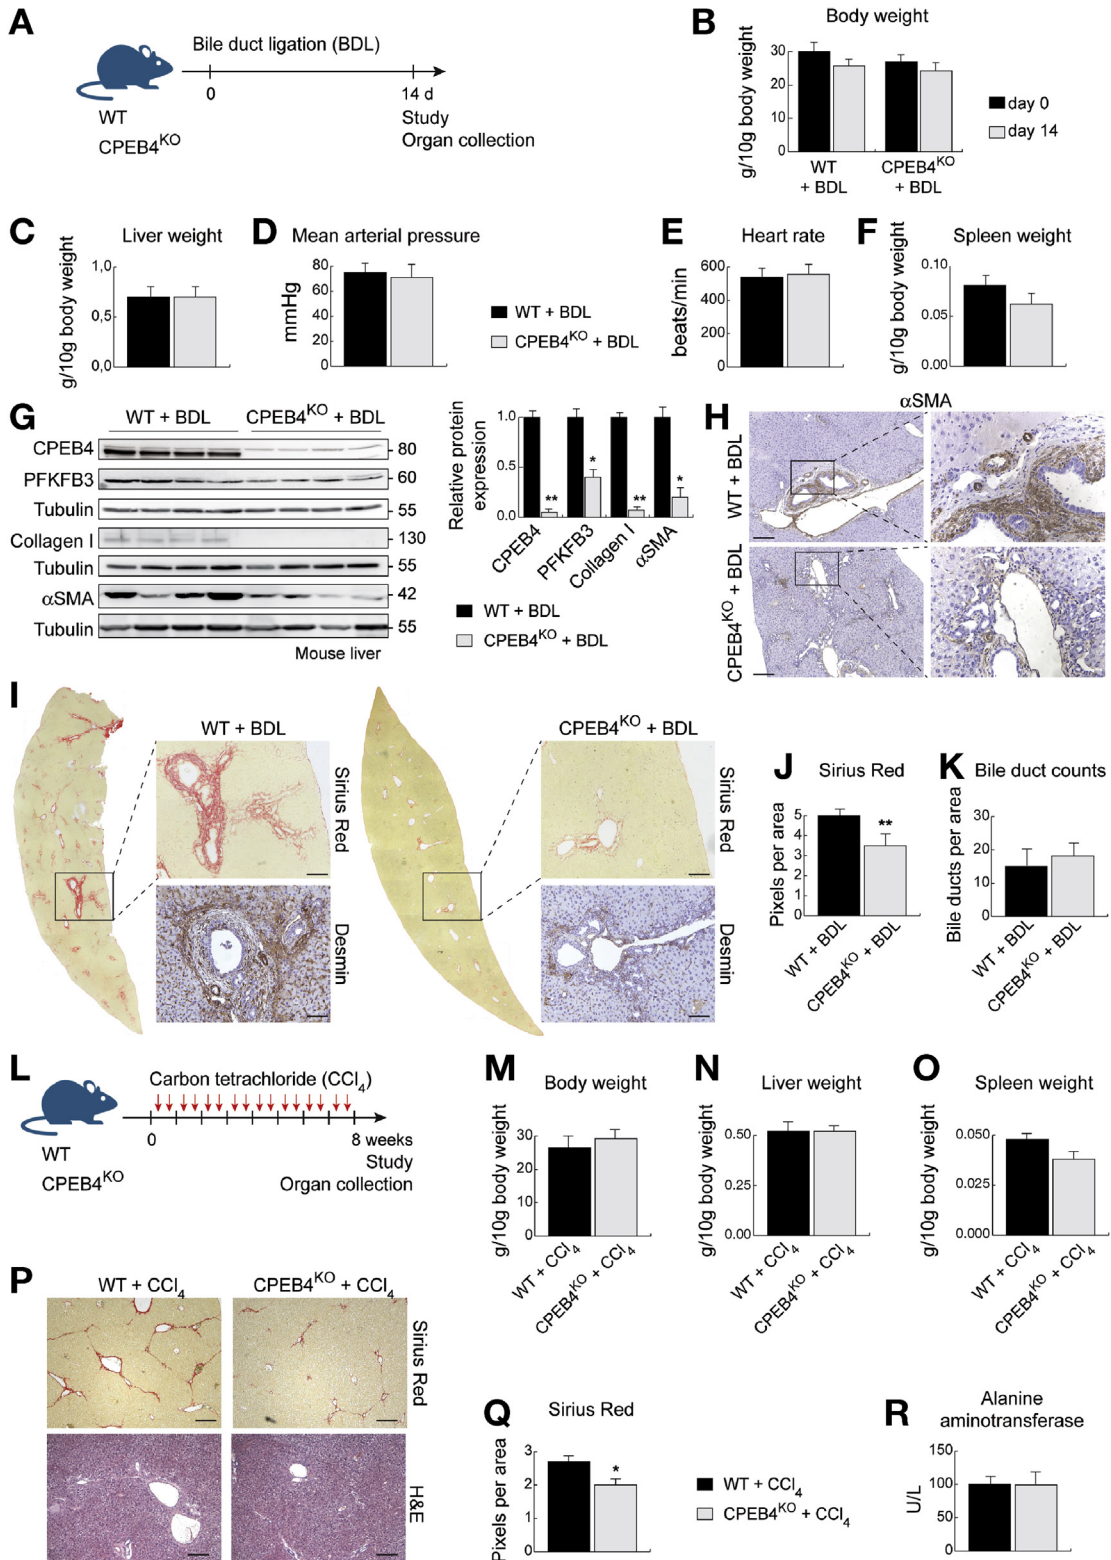 A
Bile duct ligation (BDL)
0
14 d
WT
CPEB4KO
Study
Organ collection
B
Body weight
g/10g body weight
30
20
10
0
WT
+ BDL
CPEB4KO
+ BDL
day 0
day 14
C
Liver weight
g/10g body weight
1,0
0,5
0,0
D
Mean arterial pressure
mmHg
80
60
40
20
0
WT + BDL
CPEB4KO + BDL
E
Heart rate
beats/min
600
400
200
0
F
Spleen weight
g/10g body weight
0.10
0.05
0.00
G
WT + BDL
CPEB4KO + BDL
CPEB4
80
PFKFB3
60
Tubulin
55
Collagen I
130
Tubulin
55
αSMA
42
Tubulin
55
Mouse liver
Relative protein
expression
1.0
0.5
0
**
*
**
*
CPEB4
PFKFB3
Collagen I
αSMA
WT + BDL
CPEB4KO + BDL
H
αSMA
WT + BDL
CPEB4KO + BDL
I
WT + BDL
Sirius Red
Desmin
CPEB4KO + BDL
Sirius Red
Desmin
J
Sirius Red
Pixels per area
5
4
3
2
1
0
**
WT + BDL
CPEB4KO + BDL
K
Bile duct counts
Bile ducts per area
30
20
10
0
WT + BDL
CPEB4KO + BDL
L
Carbon tetrachloride (CCl4)
0
8 weeks
WT
CPEB4KO
Study
Organ collection
M
Body weight
g/10g body weight
30
20
10
0
WT + CCl4
CPEB4KO + CCl4
N
Liver weight
g/10g body weight
0.50
0.25
0.00
WT + CCl4
CPEB4KO + CCl4
O
Spleen weight
g/10g body weight
0.050
0.025
0.000
WT + CCl4
CPEB4KO + CCl4
P
WT + CCl4
CPEB4KO + CCl4
Sirius Red
H&E
Q
Sirius Red
Pixels per area
3
2
1
0
*
WT + CCl4
CPEB4KO + CCl4
R
Alanine
aminotransferase
U/L
150
100
50
0